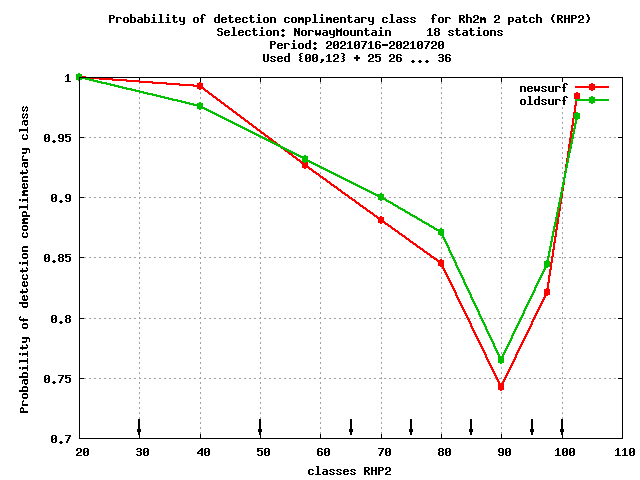 Probability of detection complimentary class  for Rh2m 2 patch (RHP2)
Selection: NorwayMountain     18 stations
Period: 20210716-20210720
Used {00,12} + 25 26 ... 36
newsurf
oldsurf
Probability of detection complimentary class
1
0.95
0.9
0.85
0.8
0.75
0.7
20 30 40 50 60 70 80 90 100 110
classes RHP2